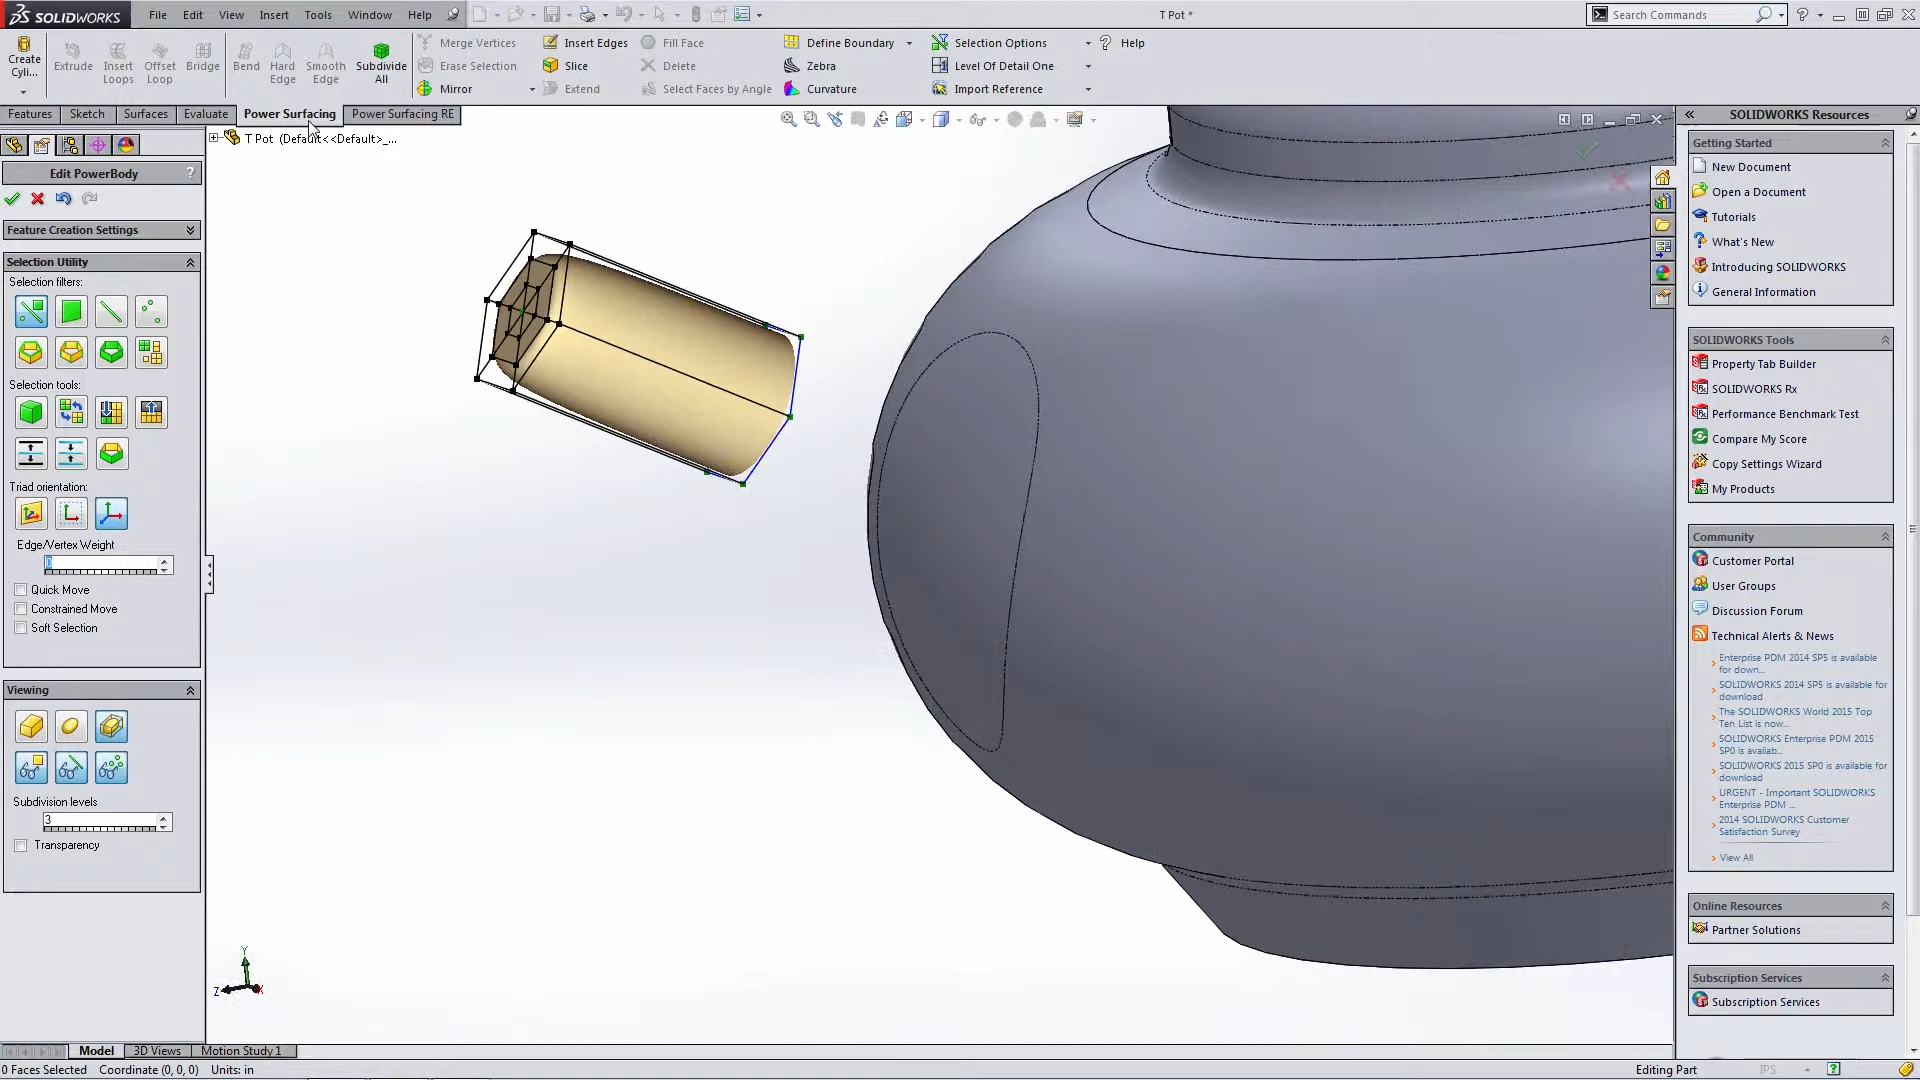 SOLIDWORKS File Edit View Insert Tools Window Help T Pot * Search Commands
Create Cyli... Extrude Insert Loops Offset Loop Bridge Bend Hard Edge Smooth Edge Subdivide All
Merge Vertices Insert Edges Fill Face Define Boundary Selection Options Help
Erase Selection Slice Delete Zebra Level Of Detail One
Mirror Extend Select Faces by Angle Curvature Import Reference
Features Sketch Surfaces Evaluate Power Surfacing Power Surfacing RE
T Pot (Default<<Default>_...
Edit PowerBody ?
Feature Creation Settings
Selection Utility
Selection filters:
Selection tools:
Triad orientation:
Edge/Vertex Weight
0
Quick Move
Constrained Move
Soft Selection
Viewing
Subdivision levels
3
Transparency
Y
Z X
SOLIDWORKS Resources
Getting Started
New Document
Open a Document
Tutorials
What's New
Introducing SOLIDWORKS
General Information
SOLIDWORKS Tools
Property Tab Builder
SOLIDWORKS Rx
Performance Benchmark Test
Compare My Score
Copy Settings Wizard
My Products
Community
Customer Portal
User Groups
Discussion Forum
Technical Alerts & News
Enterprise PDM 2014 SP5 is available
for down...
SOLIDWORKS 2014 SP5 is available for
download
The SOLIDWORKS World 2015 Top
Ten List is now...
SOLIDWORKS Enterprise PDM 2015
SP0 is availab...
SOLIDWORKS 2015 SP0 is available for
download
URGENT - Important SOLIDWORKS
Enterprise PDM ...
2014 SOLIDWORKS Customer
Satisfaction Survey
View All
Online Resources
Partner Solutions
Subscription Services
Subscription Services
Model 3D Views Motion Study 1
0 Faces Selected Coordinate (0, 0, 0) Units: in Editing Part IPS